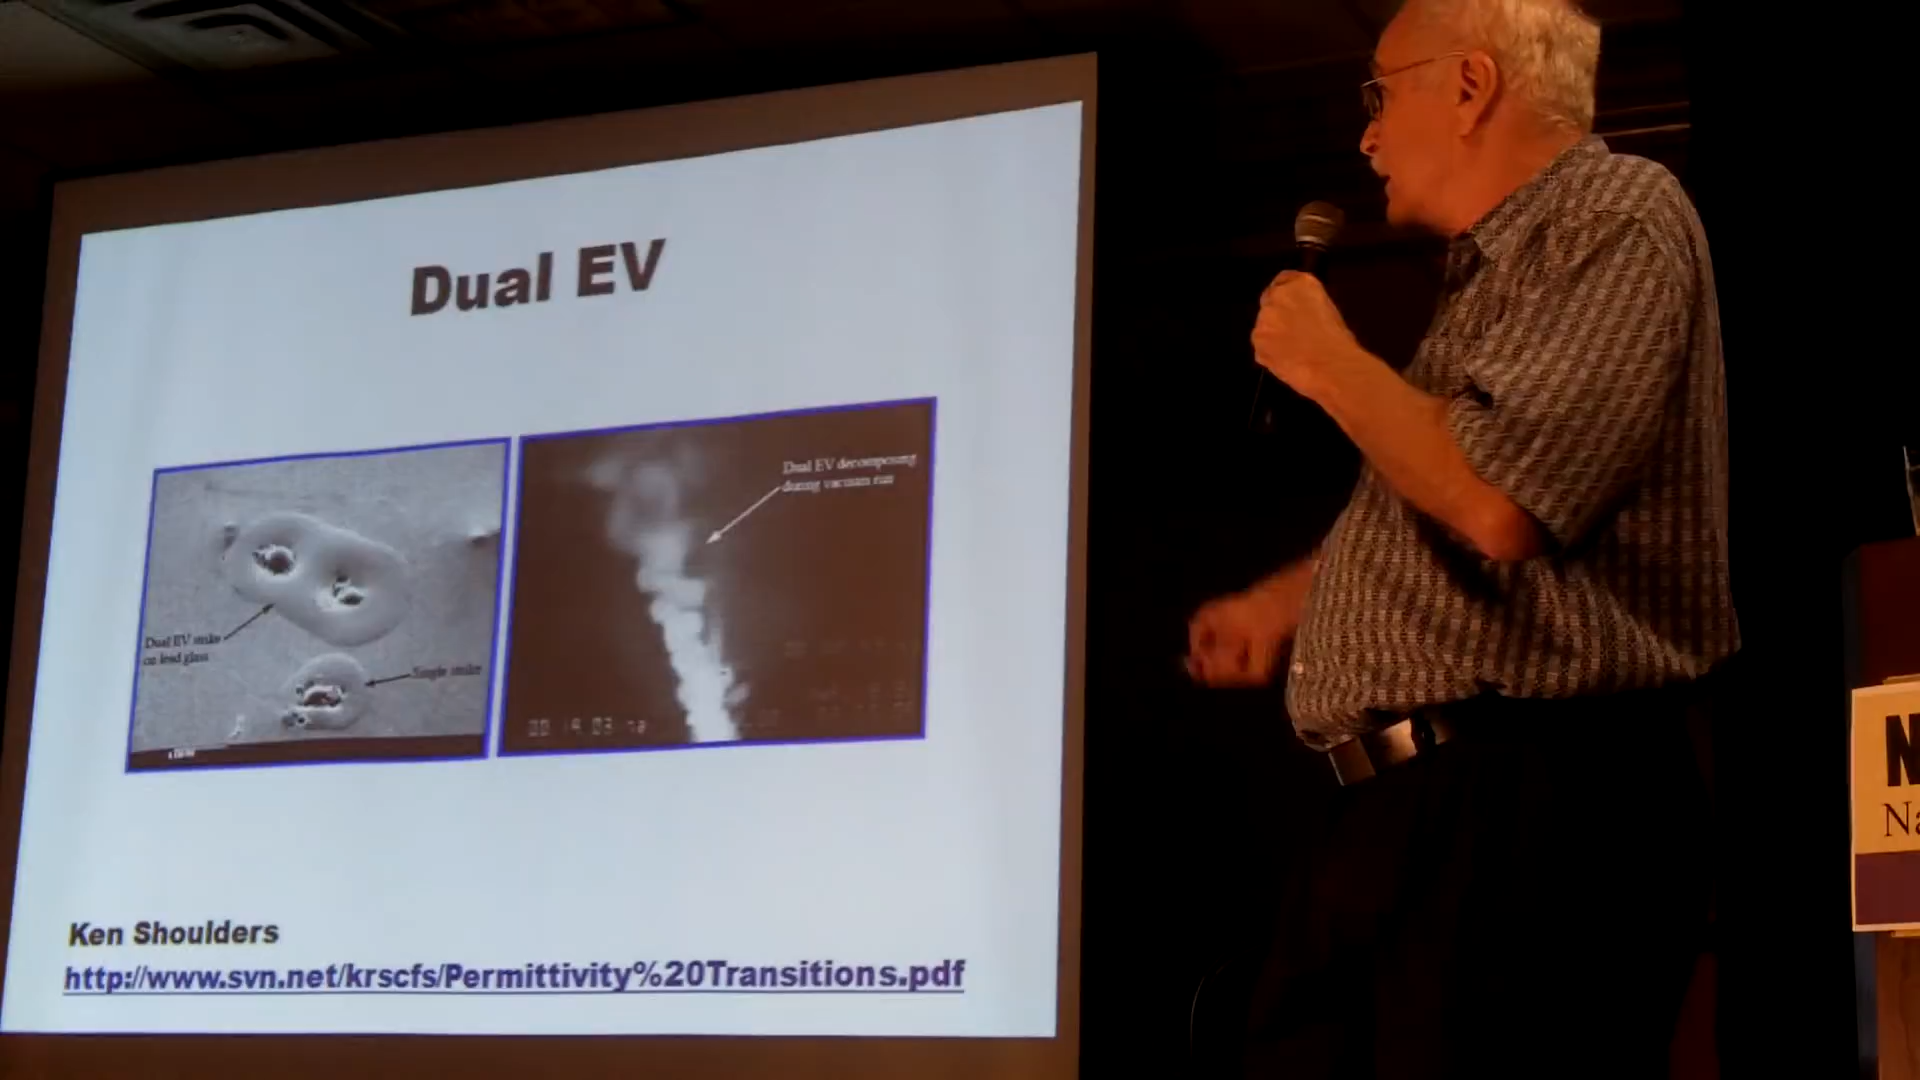 Dual EV
Dual EV decomposing
during vacuum run
Dual EV strike
on lead glass
Single strike
Ken Shoulders
http://www.svn.net/krscfs/Permittivity%20Transitions.pdf
N
Na